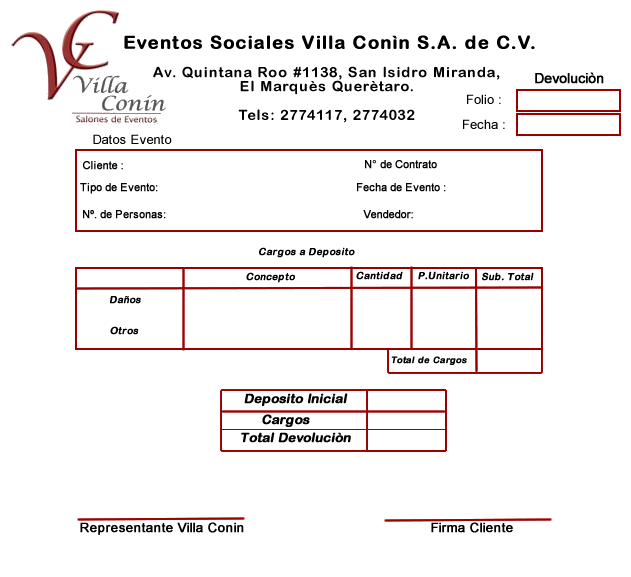 VC
Villa
Conín
Salones de Eventos
Eventos Sociales Villa Conìn S.A. de C.V.
Av. Quintana Roo #1138, San Isidro Miranda,
El Marquès Querètaro.
Tels: 2774117, 2774032
Devoluciòn
Folio :
Fecha :
Datos Evento
Cliente : N° de Contrato
Tipo de Evento: Fecha de Evento :
Nº. de Personas: Vendedor:
Cargos a Deposito
Concepto Cantidad P.Unitario Sub. Total
Daños
Otros
Total de Cargos
Deposito Inicial
Cargos
Total Devoluciòn
Representante Villa Conin Firma Cliente